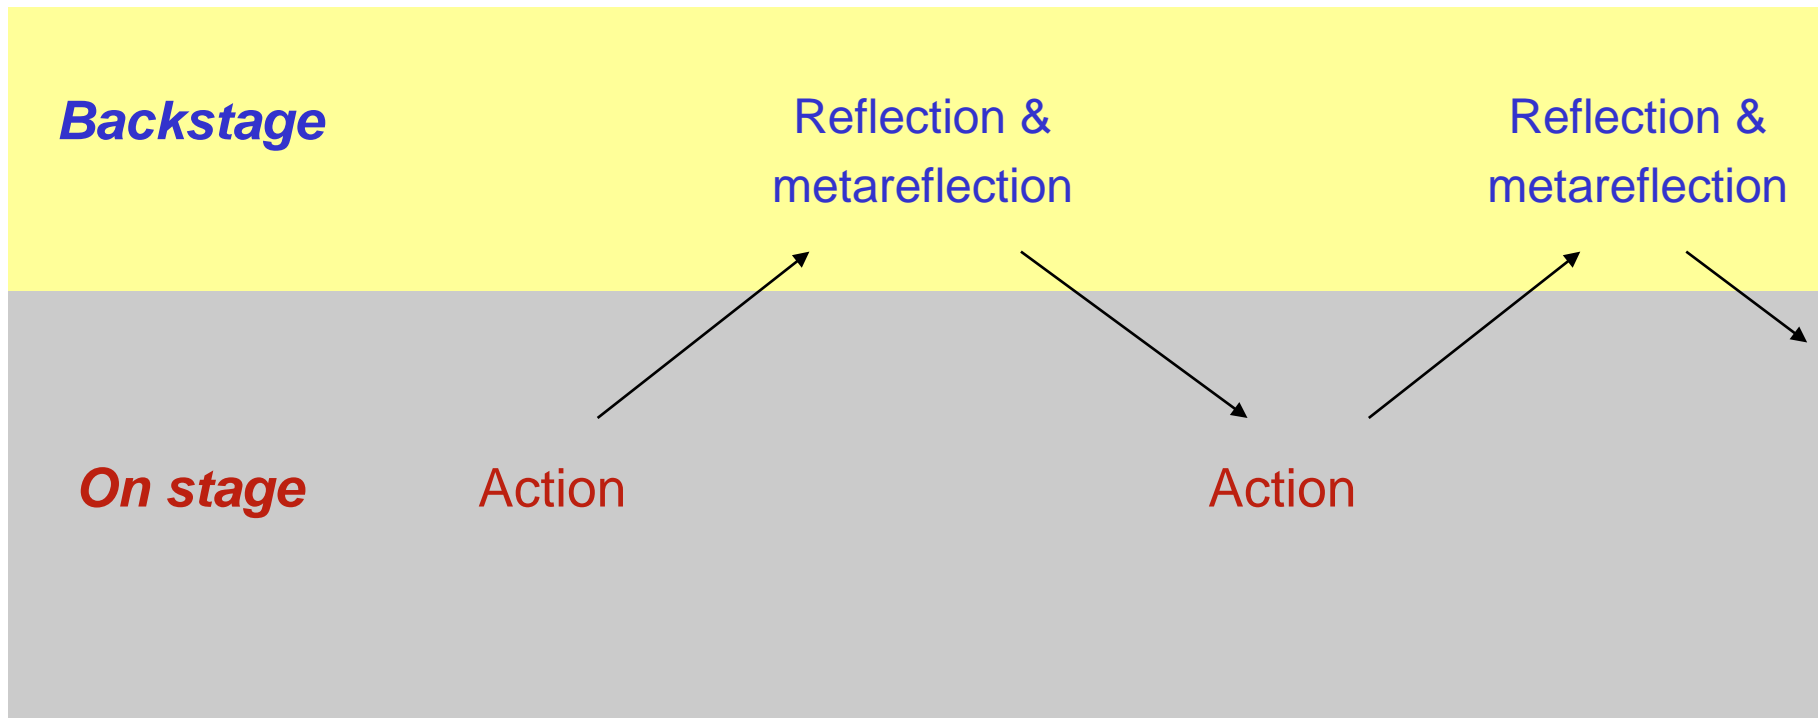 Backstage
Reflection &
metareflection
Reflection &
metareflection
On stage
Action
Action